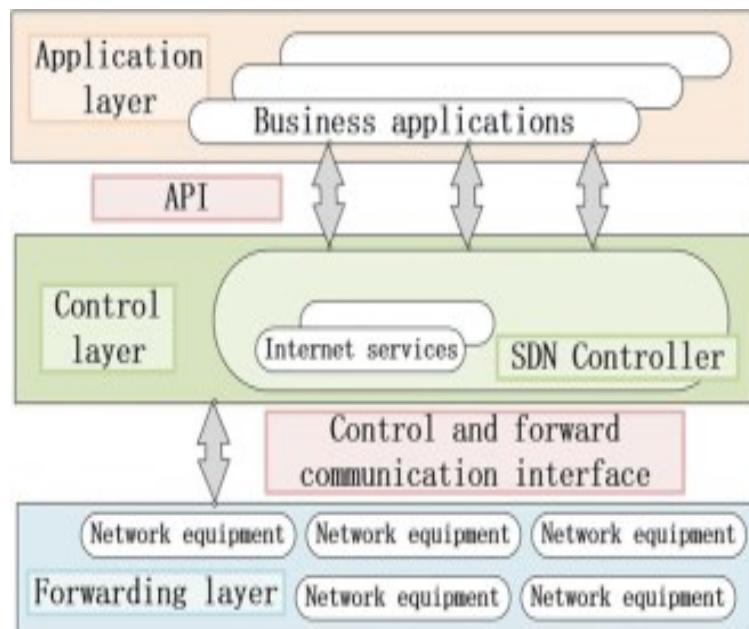 Application
layer
Business applications
API
Control
layer
Internet services
SDN Controller
Control and forward
communication interface
Network equipment
Network equipment
Network equipment
Forwarding layer
Network equipment
Network equipment